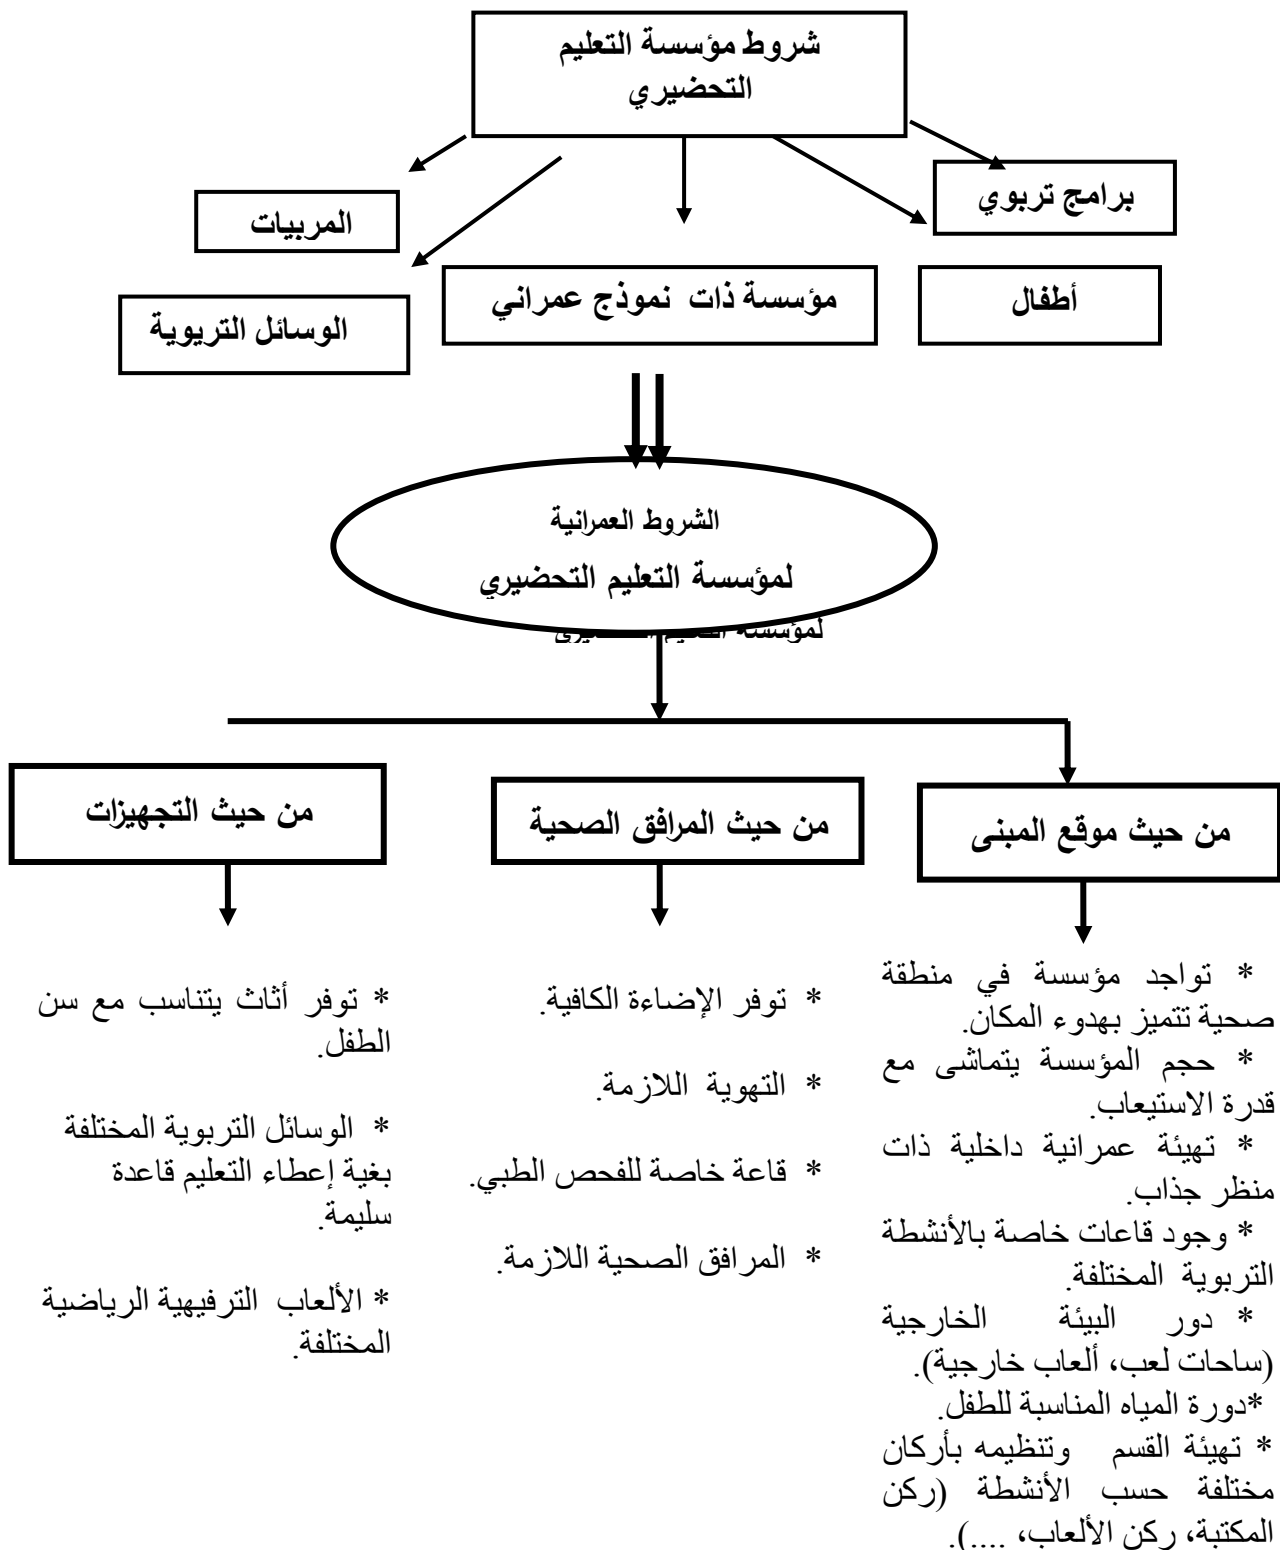 شروط مؤسسة التعليم
التحضيري
برامج تربوي
المربيات
أطفال
مؤسسة ذات نموذج عمراني
الوسائل التريوية
الشروط العمرانية
لمؤسسة التعليم التحضيري
لمؤسسة التعليم التحضيري
من حيث موقع المبنى
من حيث المرافق الصحية
من حيث التجهيزات
* تواجد مؤسسة في منطقة
صحية تتميز بهدوء المكان.
* حجم المؤسسة يتماشى مع
قدرة الاستيعاب.
* تهيئة عمرانية داخلية ذات
منظر جذاب.
* وجود قاعات خاصة بالأنشطة
التربوية المختلفة.
* دور البيئة الخارجية
(ساحات لعب، ألعاب خارجية).
*دورة المياه المناسبة للطفل.
* تهيئة القسم وتنظيمه بأركان
مختلفة حسب الأنشطة (ركن
المكتبة، ركن الألعاب، ....).
* توفر الإضاءة الكافية.
* التهوية اللازمة.
* قاعة خاصة للفحص الطبي.
* المرافق الصحية اللازمة.
* توفر أثاث يتناسب مع سن
الطفل.
* الوسائل التربوية المختلفة
بغية إعطاء التعليم قاعدة
سليمة.
* الألعاب الترفيهية الرياضية
المختلفة.